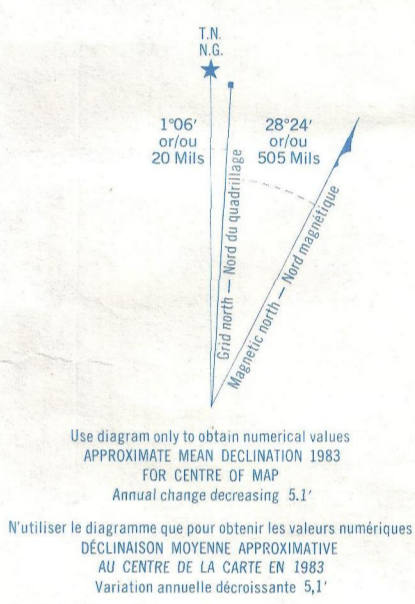 T.N.
N.G.
1°06'
or/ou
20 Mils
28°24'
or/ou
505 Mils
Grid north — Nord du quadrillage
Magnetic north — Nord magnétique
Use diagram only to obtain numerical values
APPROXIMATE MEAN DECLINATION 1983
FOR CENTRE OF MAP
Annual change decreasing 5.1'
N'utiliser le diagramme que pour obtenir les valeurs numériques
DÉCLINAISON MOYENNE APPROXIMATIVE
AU CENTRE DE LA CARTE EN 1983
Variation annuelle décroissante 5,1'